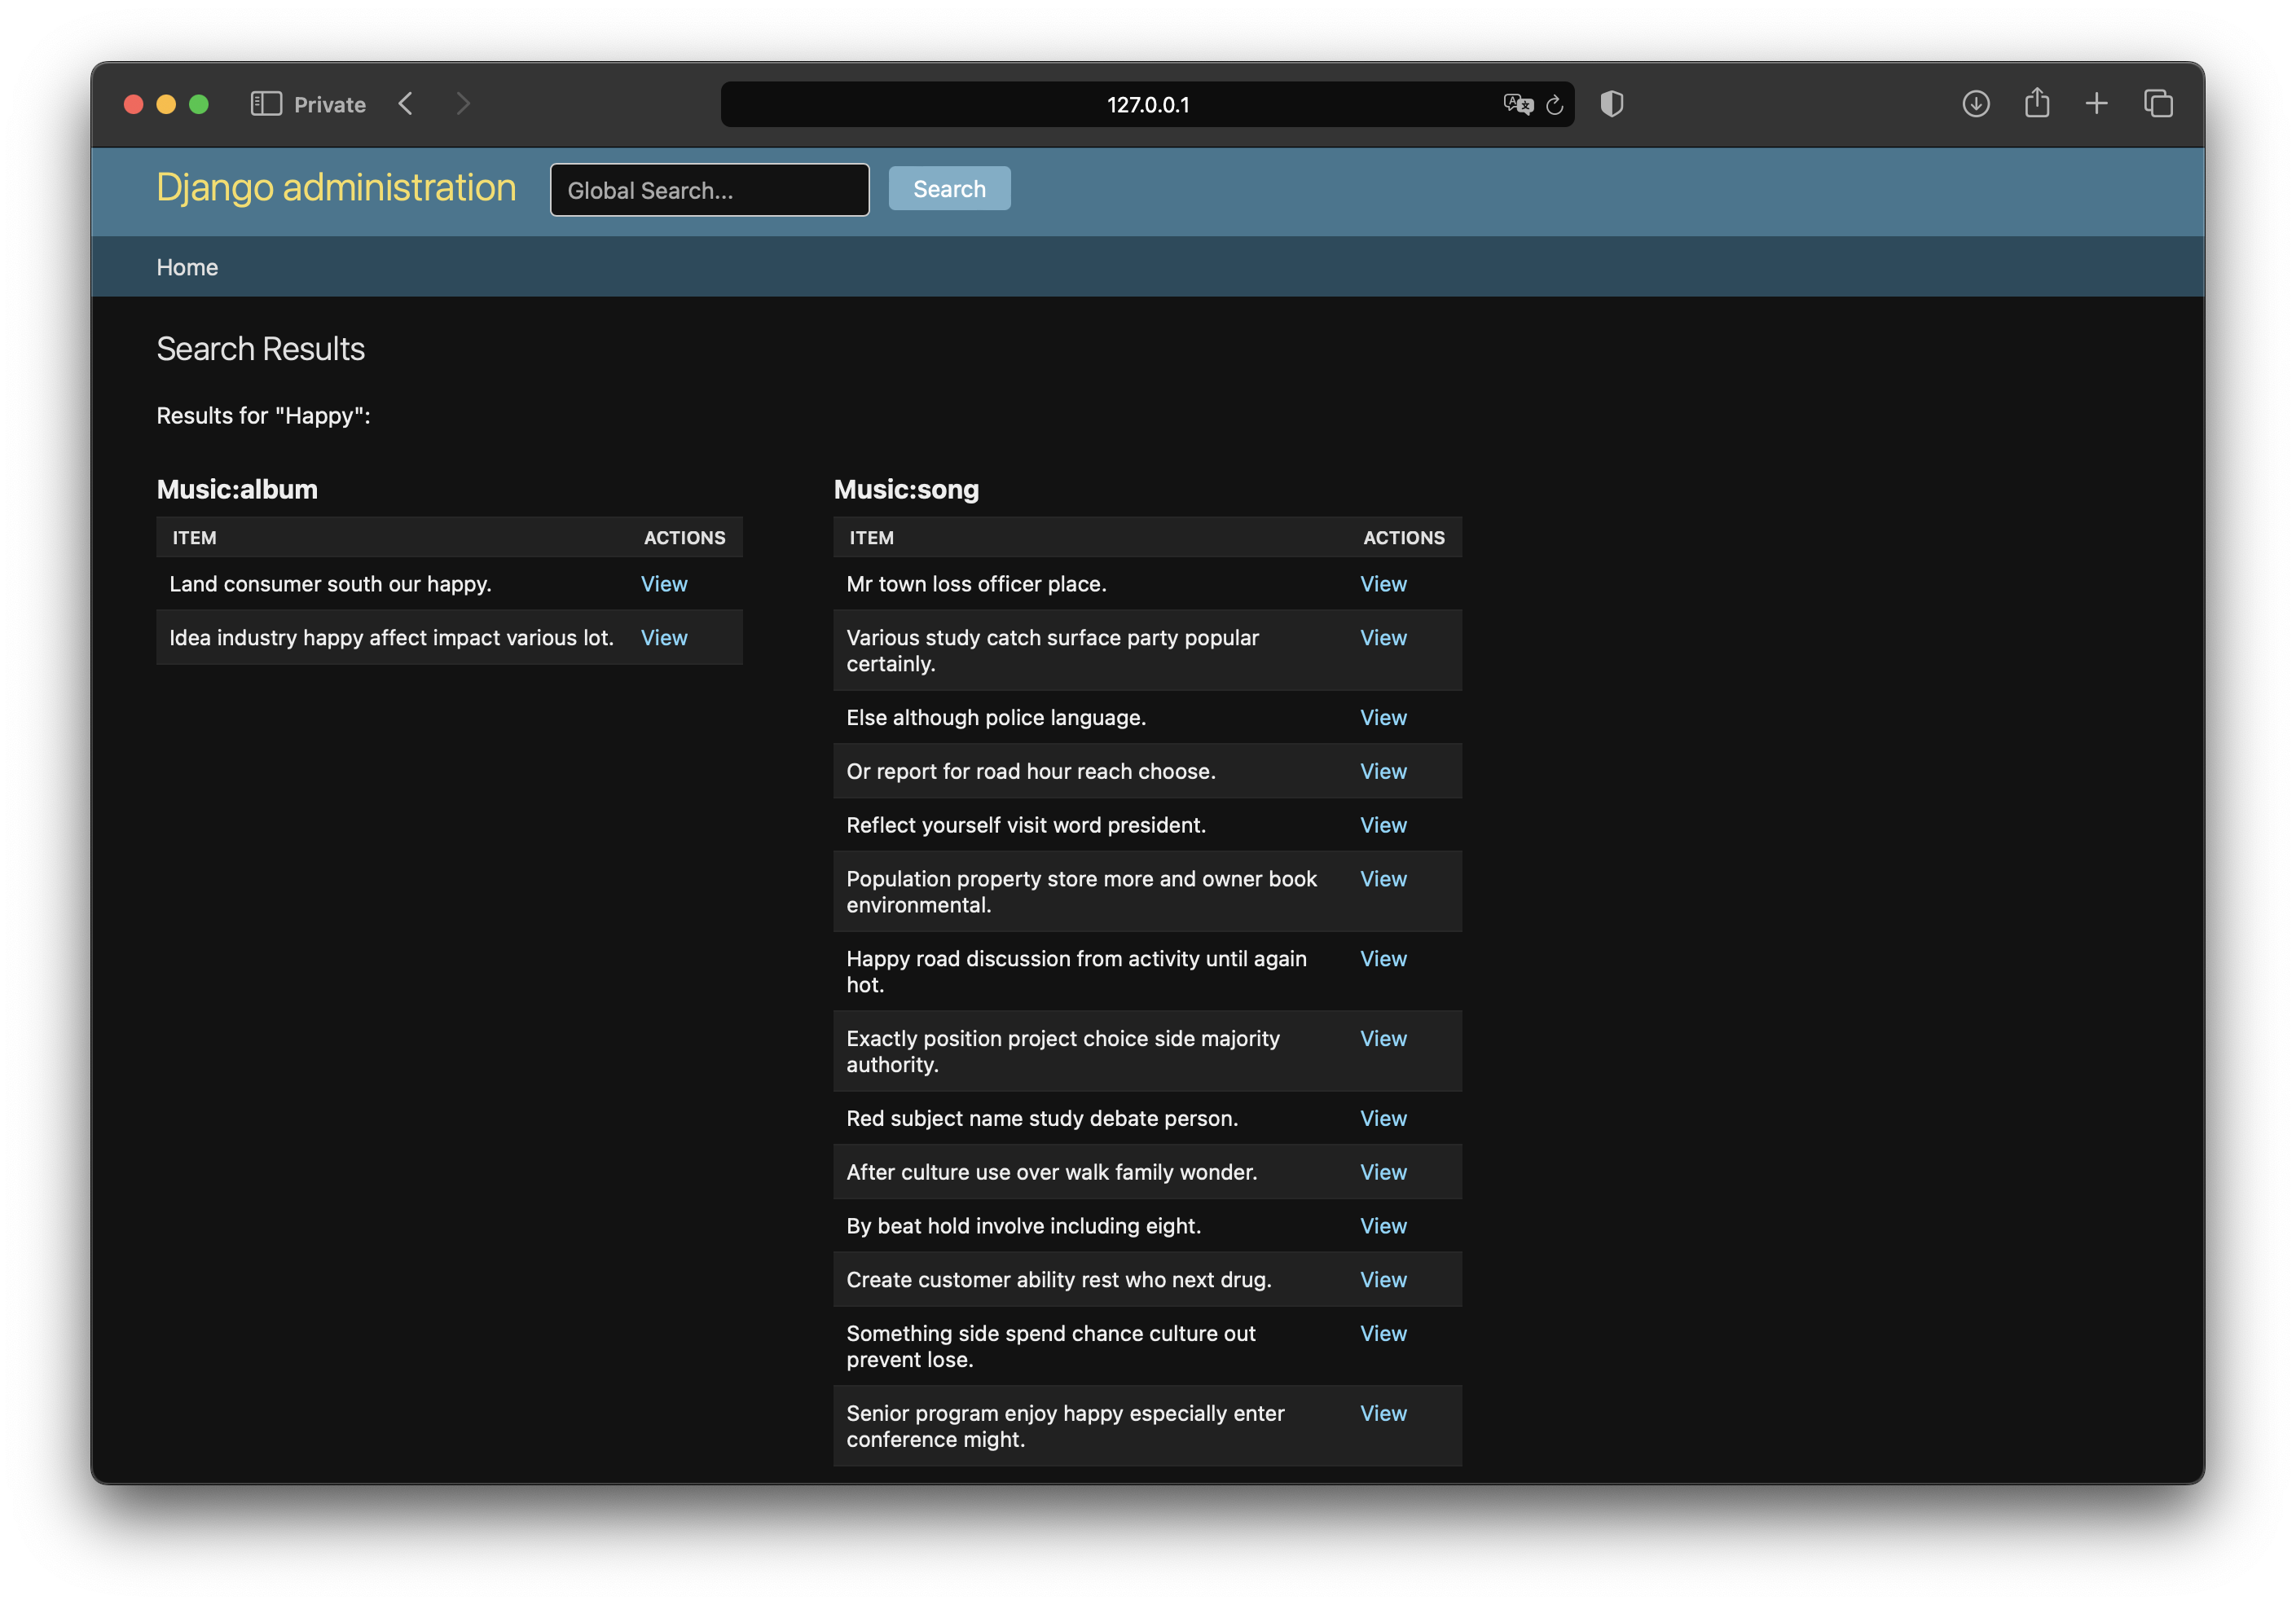 Private
127.0.0.1
Django administration
Global Search...
Search
Home
Search Results
Results for "Happy":
Music:album
ITEM ACTIONS
Land consumer south our happy. View
Idea industry happy affect impact various lot. View
Music:song
ITEM ACTIONS
Mr town loss officer place. View
Various study catch surface party popular View
certainly.
Else although police language. View
Or report for road hour reach choose. View
Reflect yourself visit word president. View
Population property store more and owner book View
environmental.
Happy road discussion from activity until again View
hot.
Exactly position project choice side majority View
authority.
Red subject name study debate person. View
After culture use over walk family wonder. View
By beat hold involve including eight. View
Create customer ability rest who next drug. View
Something side spend chance culture out View
prevent lose.
Senior program enjoy happy especially enter View
conference might.